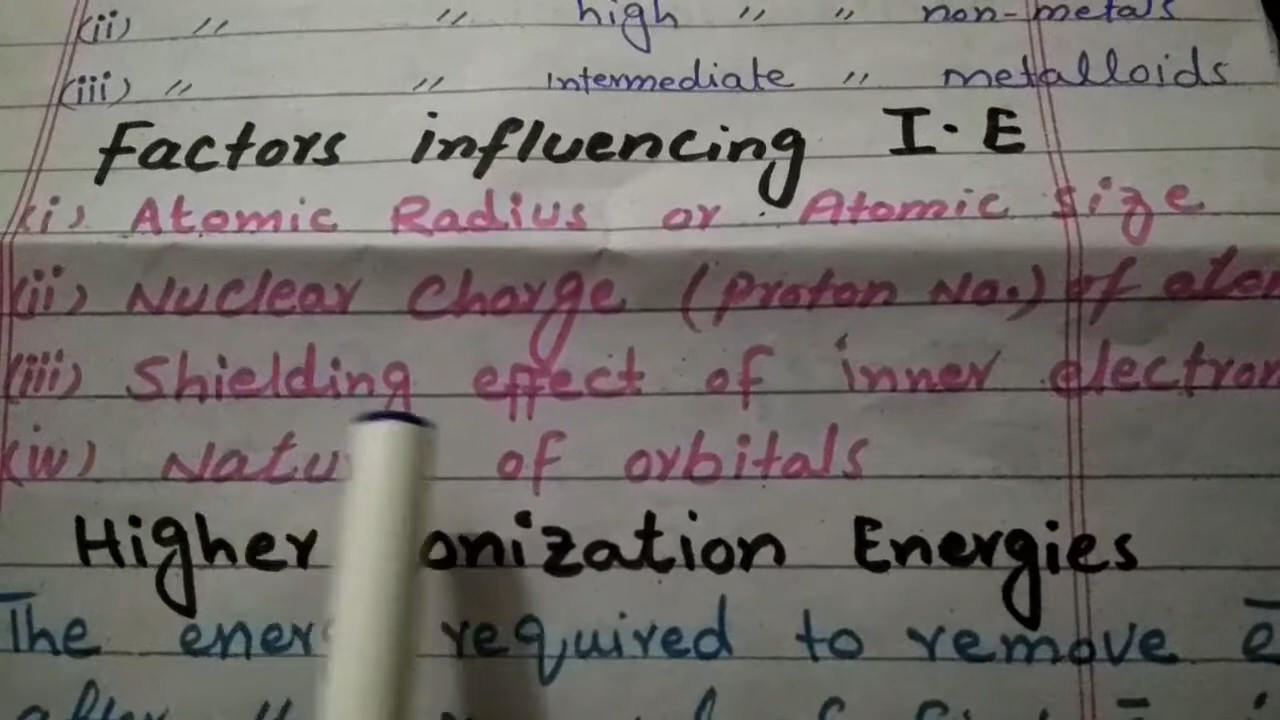 (ii) " " high " " non-metals
(iii) " " intermediate " metalloids
Factors influencing I.E
(i) Atomic Radius or Atomic size
(ii) Nuclear Charge (Proton No.) of
(iii) Shielding effect of inner electron
(iv) of orbitals
Higher Energies
The required to remove e̅